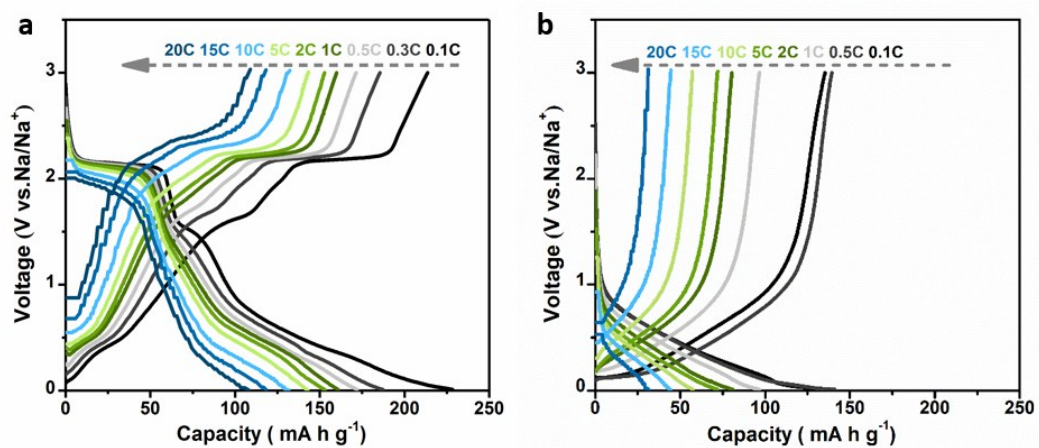 a
20C 15C 10C 5C 2C 1C 0.5C 0.3C 0.1C
3
2
1
0
0 50 100 150 200 250
Voltage (V vs.Na/Na⁺)
Capacity ( mA h g⁻¹)
b
20C 15C 10C 5C 2C 1C 0.5C 0.1C
3
2
1
0
0 50 100 150 200 250
Voltage (V vs.Na/Na⁺)
Capacity ( mA h g⁻¹)